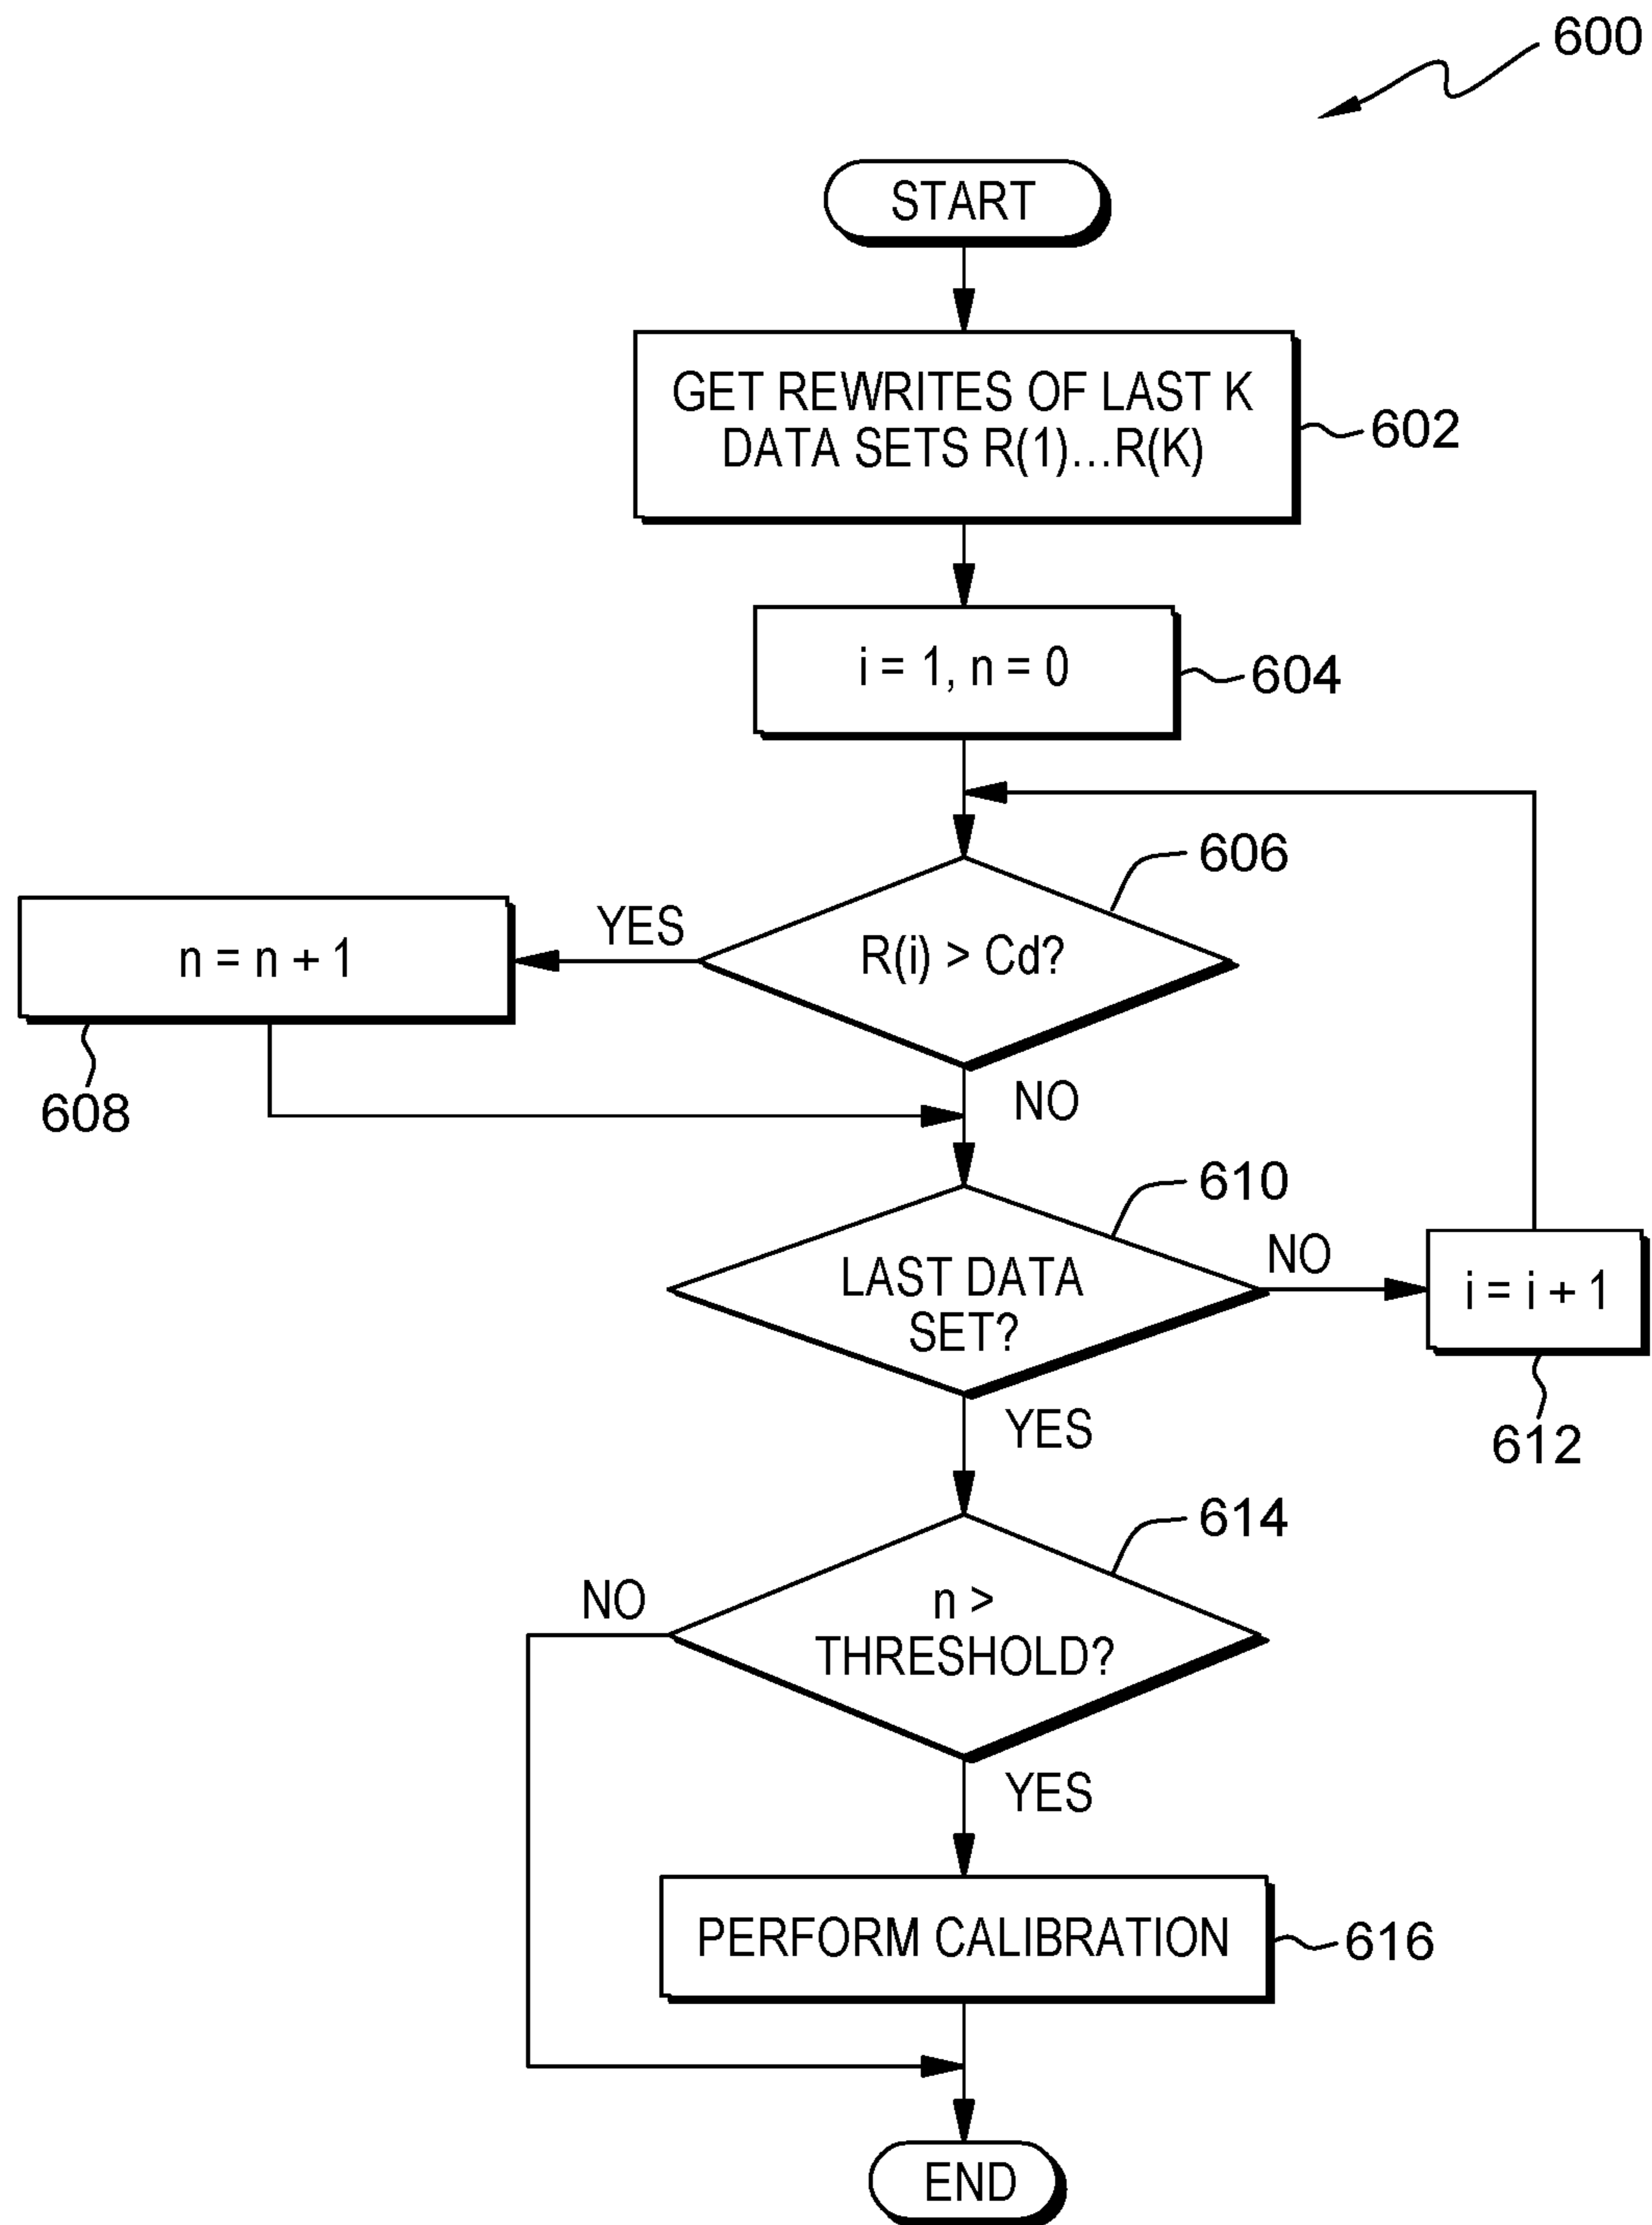 600
START
GET REWRITES OF LAST K
DATA SETS R(1)...R(K)
602
i = 1, n = 0
604
606
R(i) > Cd?
YES
n = n + 1
608
NO
610
LAST DATA
SET?
NO
i = i + 1
612
YES
614
n >
THRESHOLD?
NO
YES
PERFORM CALIBRATION
616
END